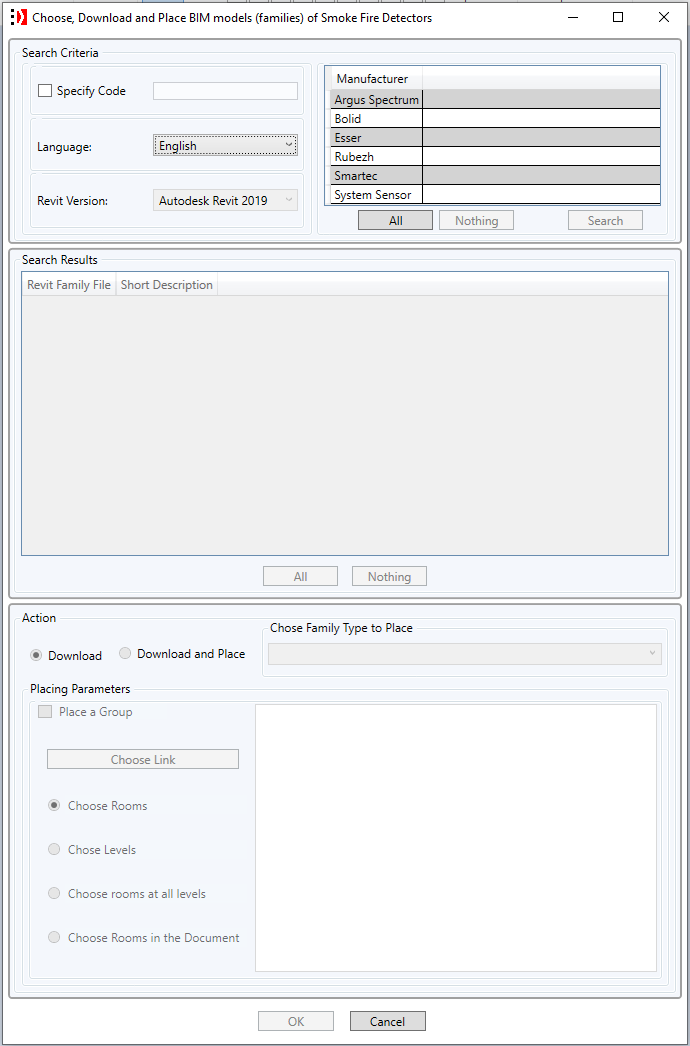 Choose, Download and Place BIM models (families) of Smoke Fire Detectors
Search Criteria
Specify Code
Language:
English
Revit Version:
Autodesk Revit 2019
Manufacturer
Argus Spectrum
Bolid
Esser
Rubezh
Smartec
System Sensor
All
Nothing
Search
Search Results
Revit Family File
Short Description
All
Nothing
Action
Download
Download and Place
Chose Family Type to Place
Placing Parameters
Place a Group
Choose Link
Choose Rooms
Chose Levels
Choose rooms at all levels
Choose Rooms in the Document
OK
Cancel